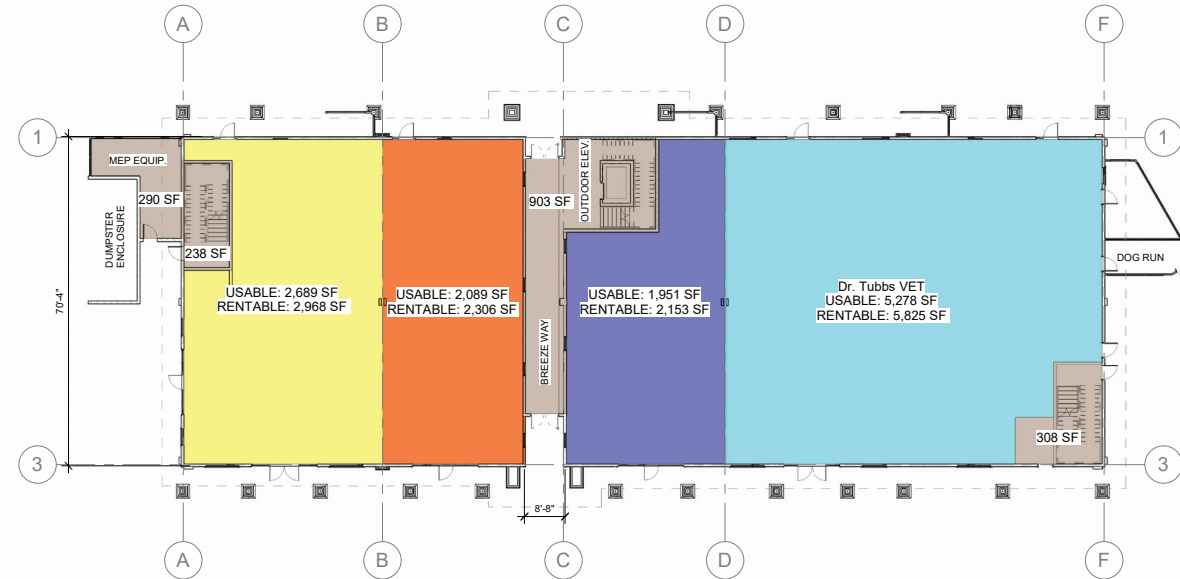 A
B
C
D
F
1
1
MEP EQUIP.
290 SF
DUMPSTER
ENCLOSURE
238 SF
903 SF
OUTDOOR ELEV.
DOG RUN
70'-4"
USABLE: 2,689 SF
RENTABLE: 2,968 SF
USABLE: 2,089 SF
RENTABLE: 2,306 SF
USABLE: 1,951 SF
RENTABLE: 2,153 SF
Dr. Tubbs VET
USABLE: 5,278 SF
RENTABLE: 5,825 SF
BREEZE WAY
308 SF
3
3
8'-8"
A
B
C
D
F